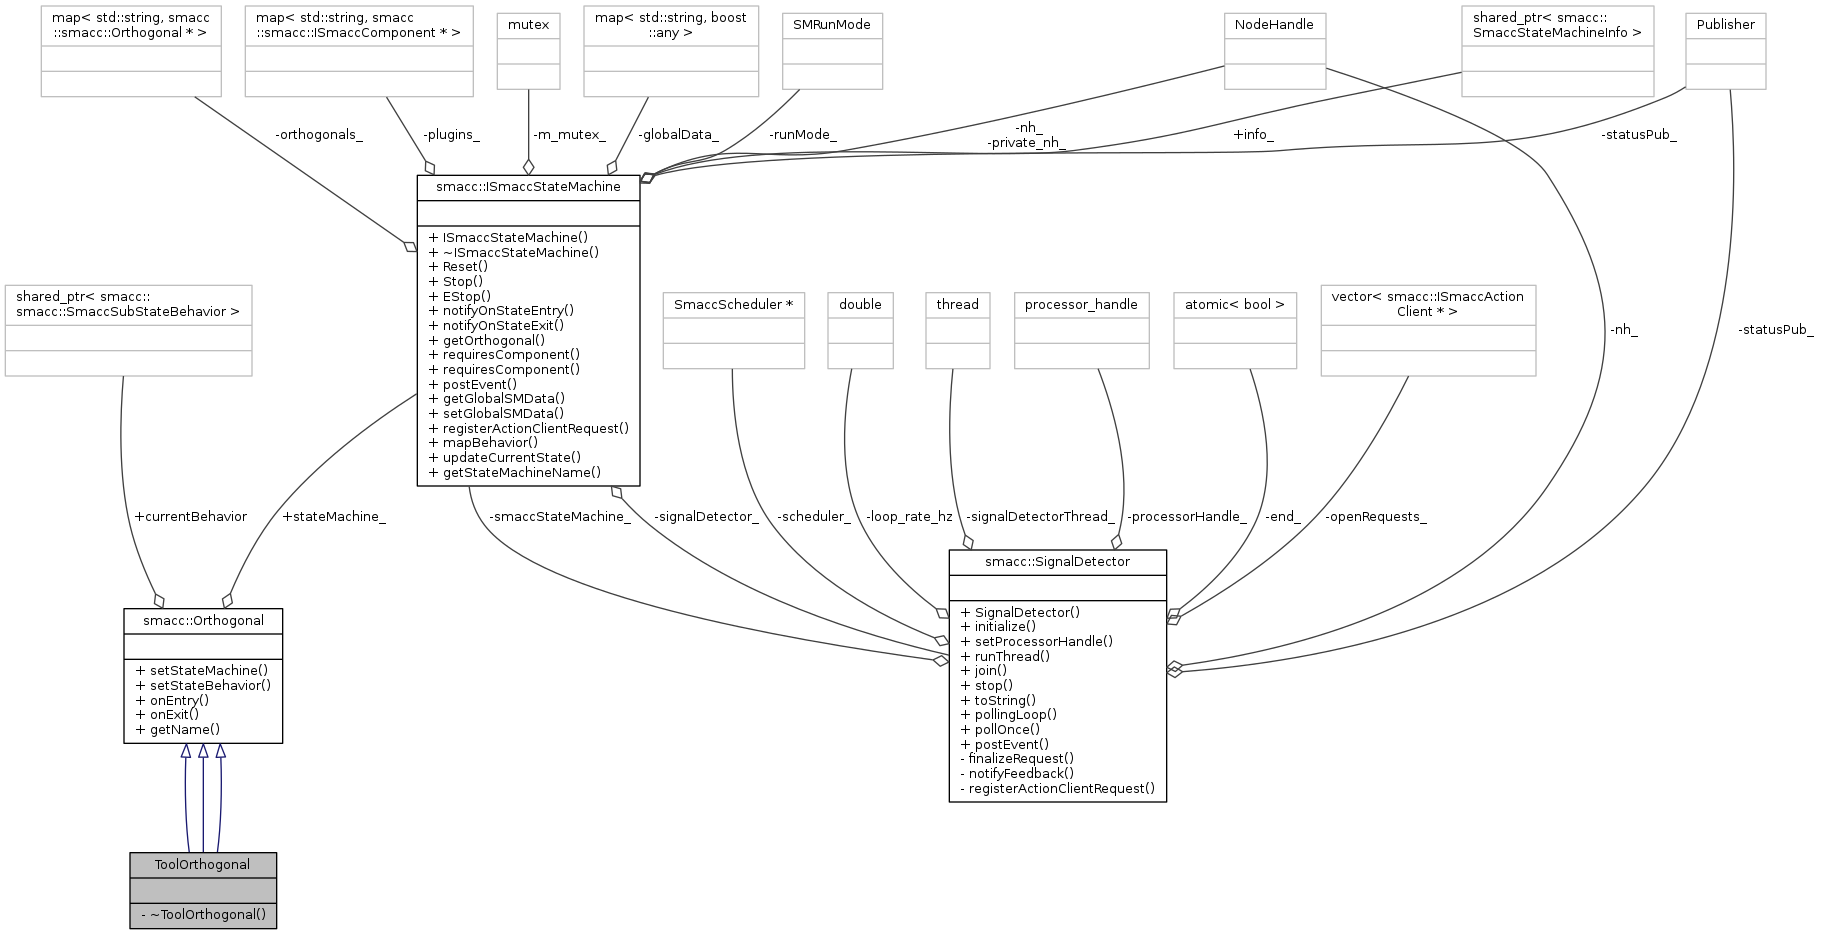 map< std::string, smacc
::smacc::Orthogonal * >
map< std::string, smacc
::smacc::ISmaccComponent * >
mutex
map< std::string, boost
::any >
SMRunMode
NodeHandle
shared_ptr< smacc::
SmaccStateMachineInfo >
Publisher
-orthogonals_
-plugins_
-m_mutex_
-globalData_
-runMode_
-nh_
-private_nh_
+info_
-statusPub_
smacc::ISmaccStateMachine
+ ISmaccStateMachine()
+ ~ISmaccStateMachine()
+ Reset()
+ Stop()
+ EStop()
+ notifyOnStateEntry()
+ notifyOnStateExit()
+ getOrthogonal()
+ requiresComponent()
+ requiresComponent()
+ postEvent()
+ getGlobalSMData()
+ setGlobalSMData()
+ registerActionClientRequest()
+ mapBehavior()
+ updateCurrentState()
+ getStateMachineName()
shared_ptr< smacc::
smacc::SmaccSubStateBehavior >
SmaccScheduler *
double
thread
processor_handle
atomic< bool >
vector< smacc::ISmaccAction
Client * >
-nh_
-statusPub_
+currentBehavior
+stateMachine_
-smaccStateMachine_
-signalDetector_
-scheduler_
-loop_rate_hz
-signalDetectorThread_
-processorHandle_
-end_
-openRequests_
smacc::SignalDetector
+ SignalDetector()
+ initialize()
+ setProcessorHandle()
+ runThread()
+ join()
+ stop()
+ toString()
+ pollingLoop()
+ pollOnce()
+ postEvent()
- finalizeRequest()
- notifyFeedback()
- registerActionClientRequest()
smacc::Orthogonal
+ setStateMachine()
+ setStateBehavior()
+ onEntry()
+ onExit()
+ getName()
ToolOrthogonal
- ~ToolOrthogonal()